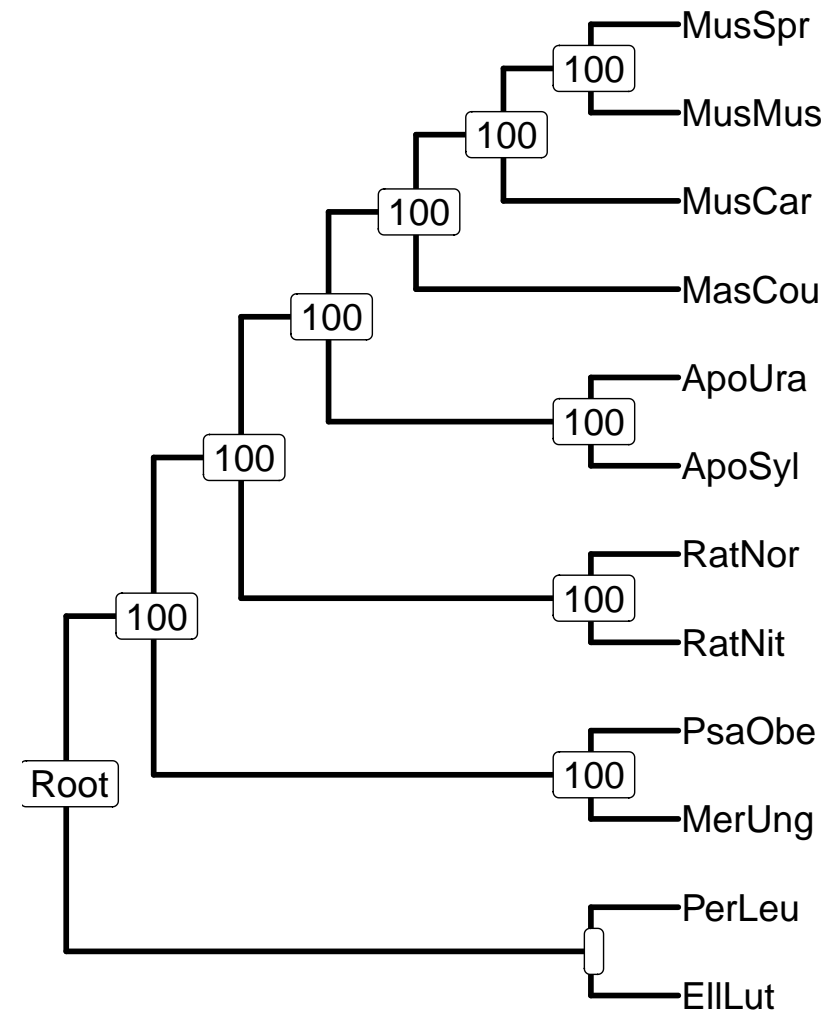 MusSpr
100
MusMus
100
MusCar
100
MasCou
100
ApoUra
100
ApoSyl
100
RatNor
100
RatNit
100
PsaObe
100
Root
MerUng
PerLeu
EllLut